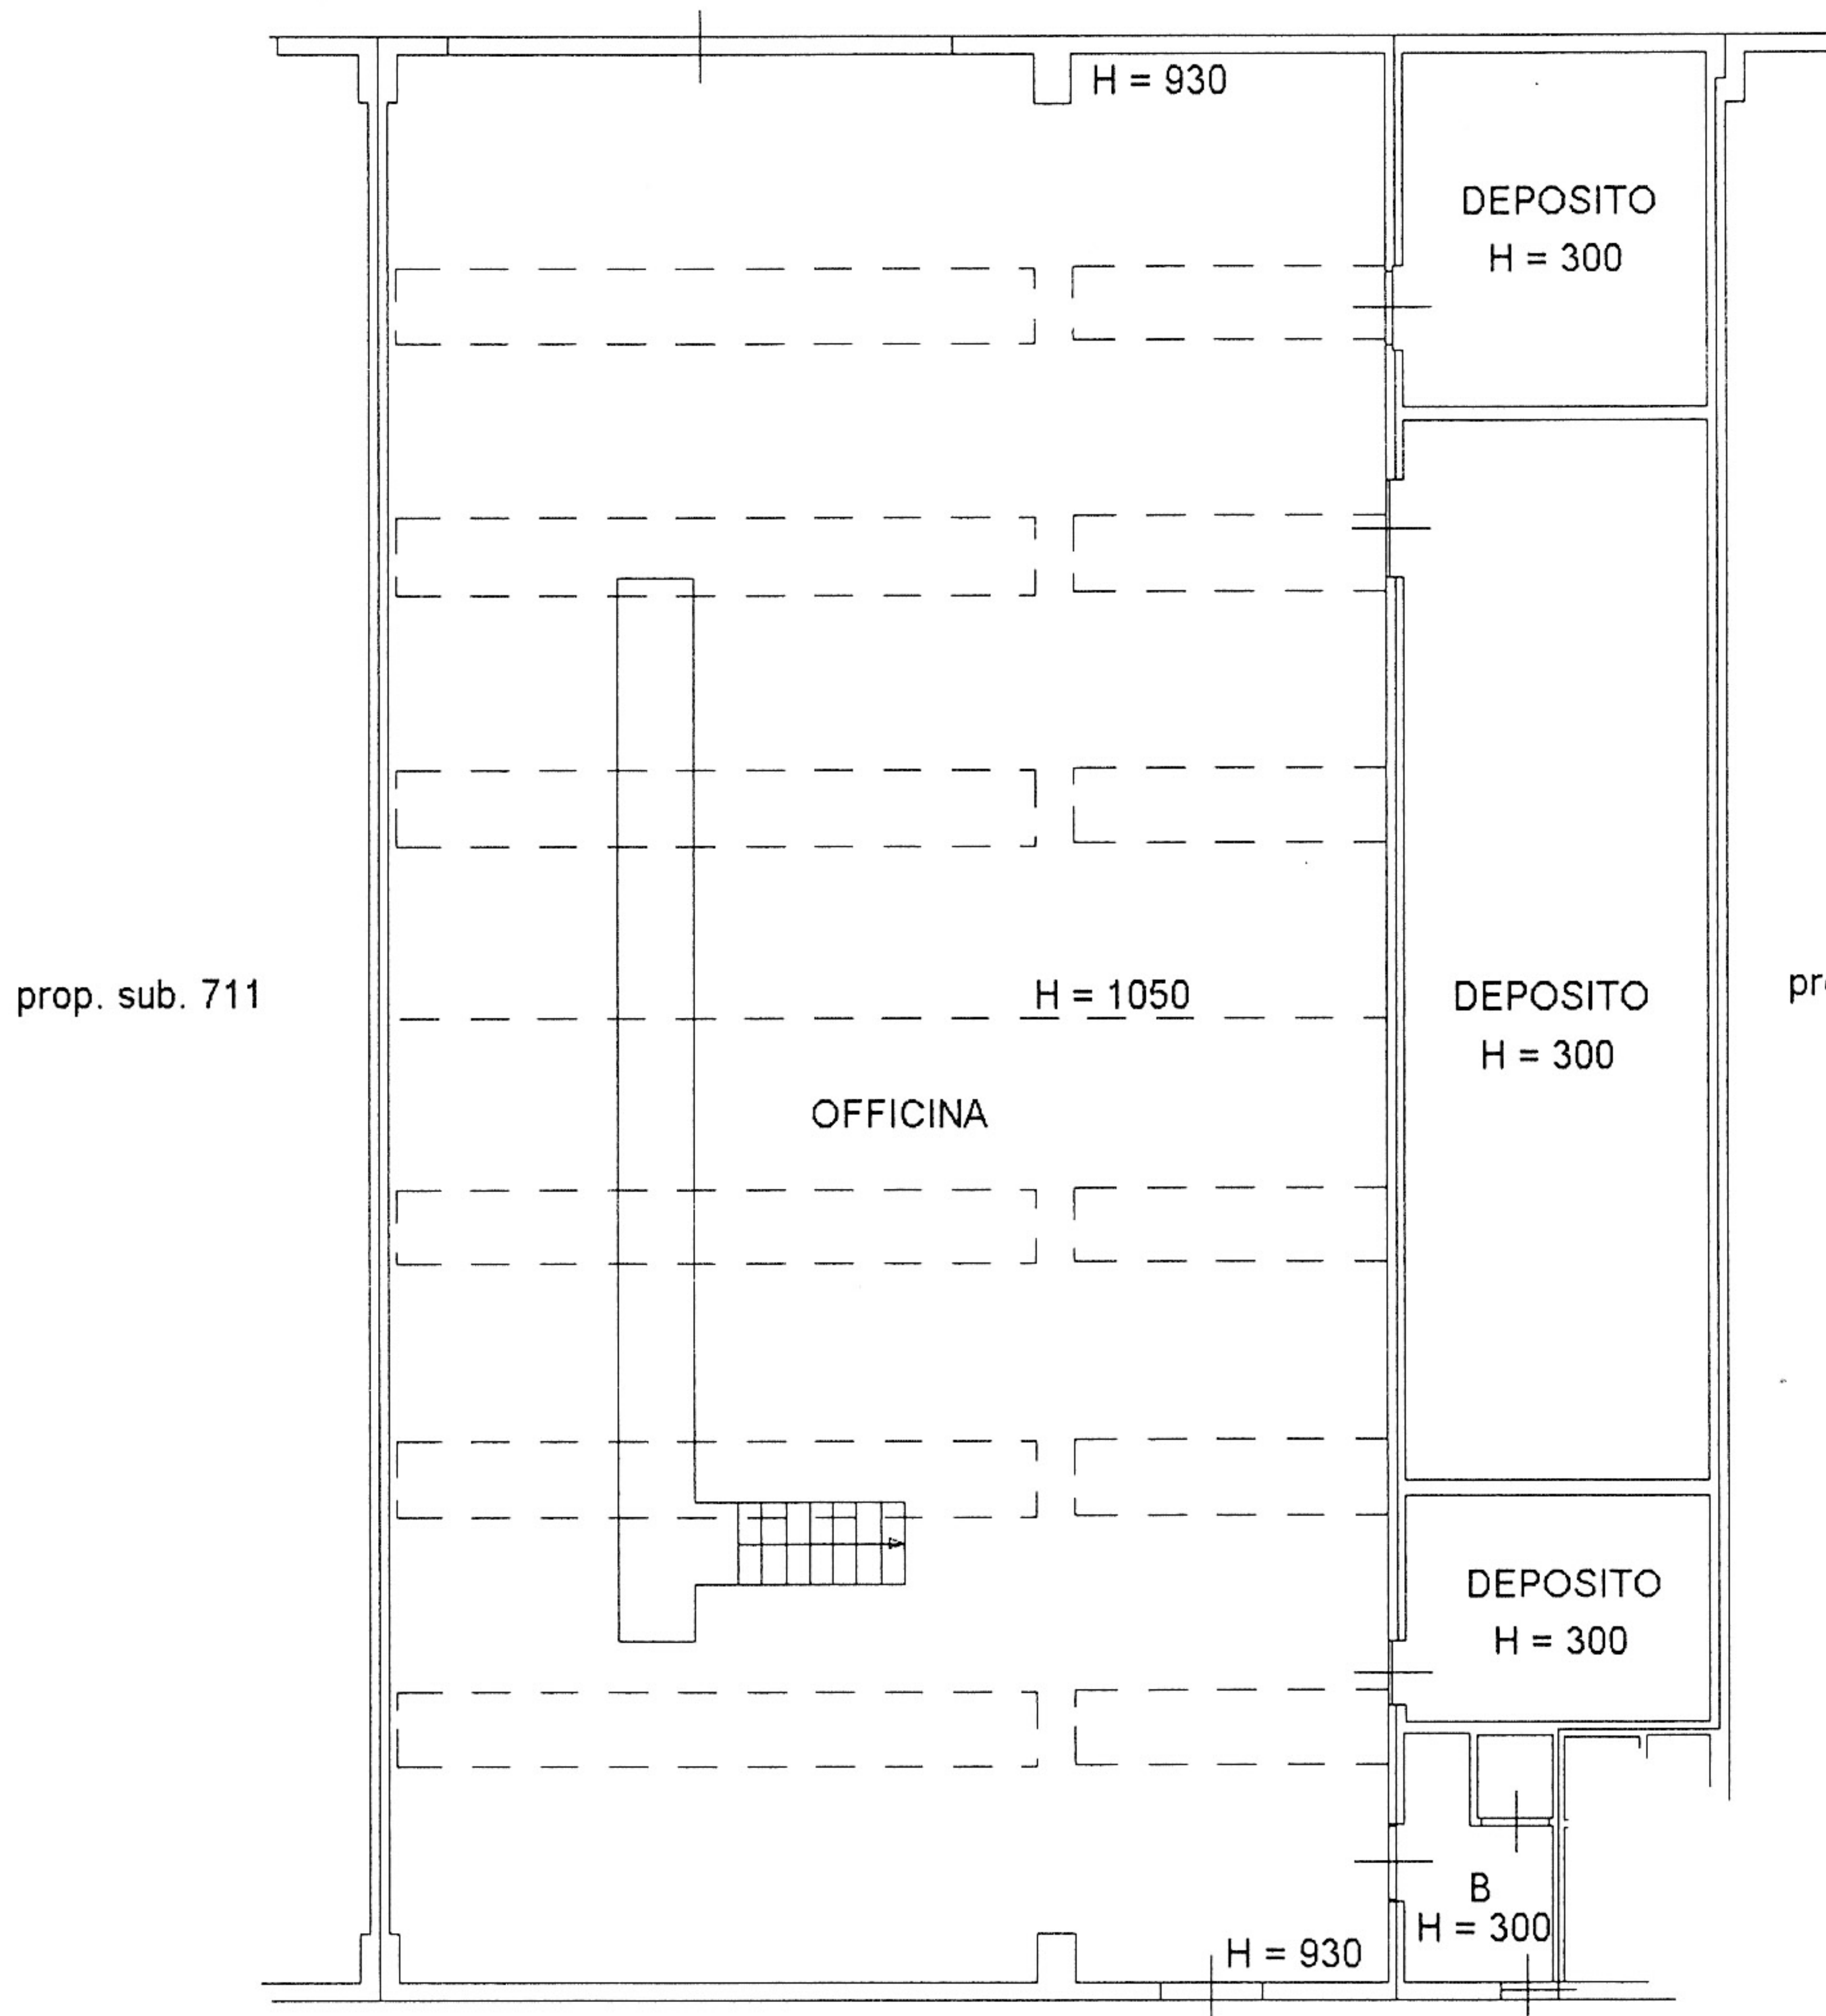 H = 930
DEPOSITO
H = 300
prop. sub. 711
H = 1050
DEPOSITO
H = 300
OFFICINA
DEPOSITO
H = 300
B
H = 300
H = 930